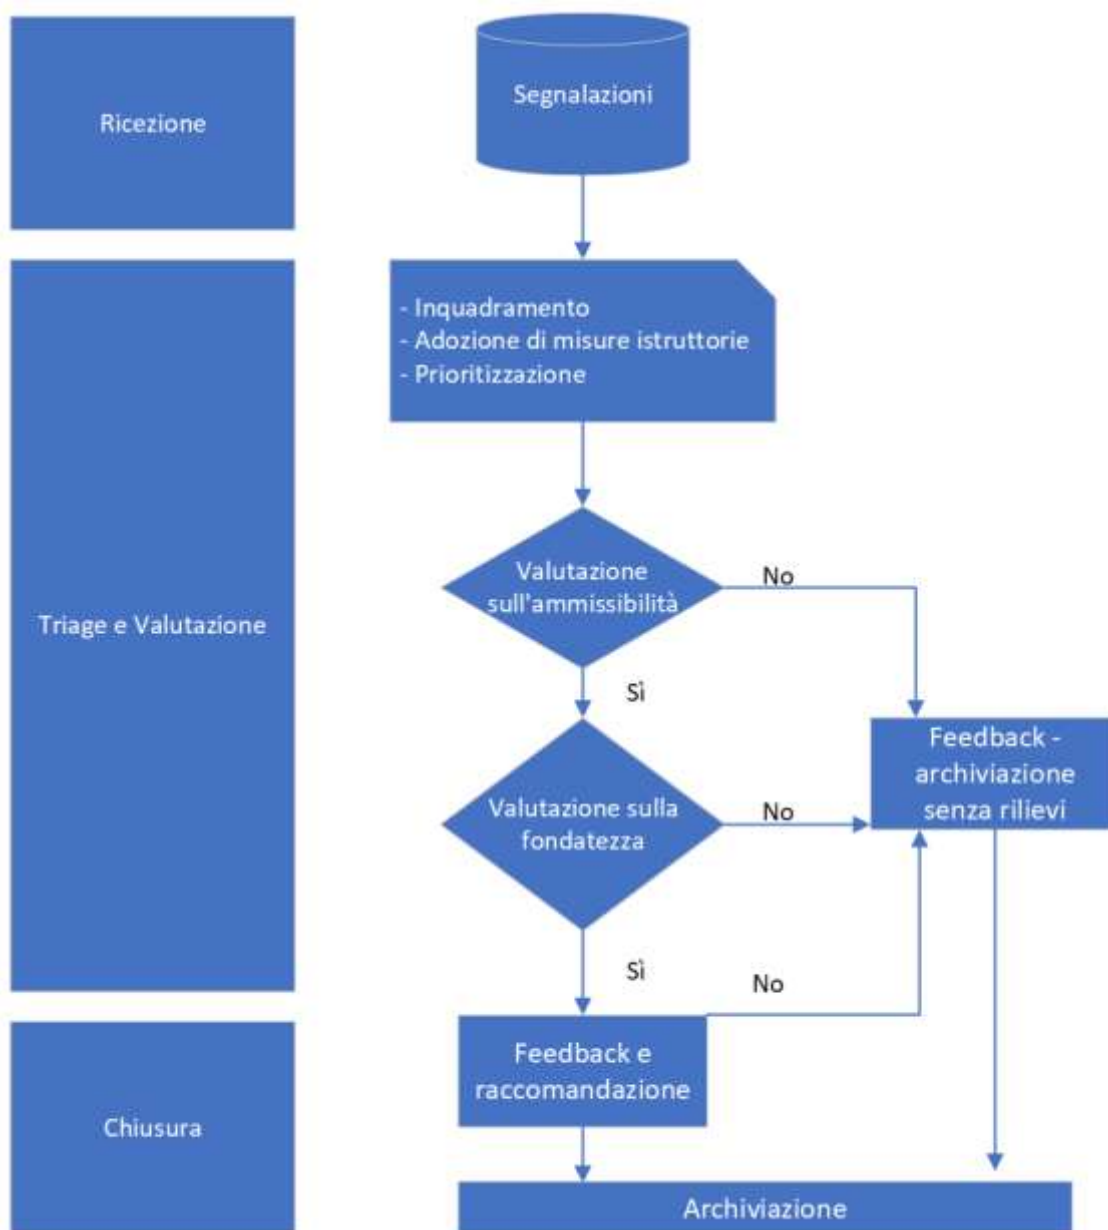 Ricezione
Segnalazioni
- Inquadramento
- Adozione di misure istruttorie
- Prioritizzazione
Triage e Valutazione
Valutazione
sull'ammissibilità
No
Sì
Feedback -
archiviazione
senza rilievi
Valutazione sulla
fondatezza
No
Sì
No
Feedback e
raccomandazione
Chiusura
Archiviazione